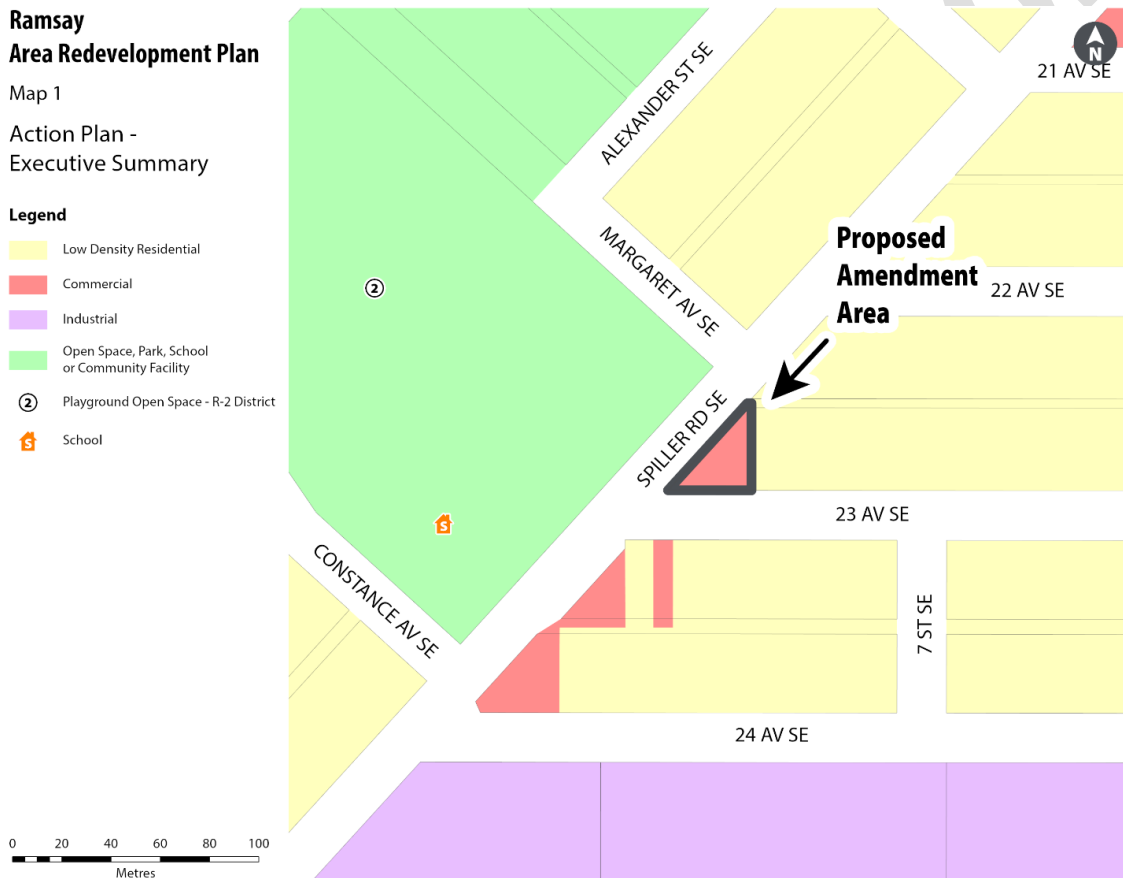 Ramsay
Area Redevelopment Plan
Map 1
Action Plan -
Executive Summary
Legend
Low Density Residential
Commercial
Industrial
Open Space, Park, School
or Community Facility
2
Playground Open Space - R-2 District
S
School
0 20 40 60 80 100
Metres
N
21 AV SE
ALEXANDER ST SE
MARGARET AV SE
Proposed
Amendment
Area
22 AV SE
2
SPILLER RD SE
23 AV SE
S
CONSTANCE AV SE
7 ST SE
24 AV SE